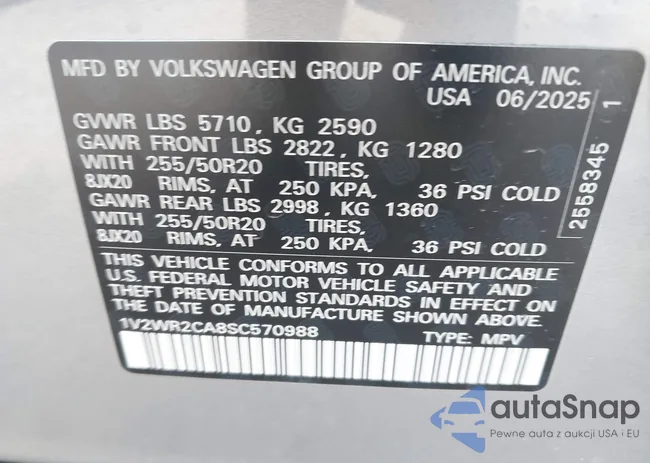 MFD BY VOLKSWAGEN GROUP OF AMERICA, INC.
USA 06/2025
GVWR LBS 5710, KG 2590
GAWR FRONT LBS 2822, KG 1280
WITH 255/50R20 TIRES,
8JX20 RIMS, AT 250 KPA, 36 PSI COLD
GAWR REAR LBS 2998, KG 1360
WITH 255/50R20 TIRES,
8JX20 RIMS, AT 250 KPA, 36 PSI COLD
THIS VEHICLE CONFORMS TO ALL APPLICABLE
U.S. FEDERAL MOTOR VEHICLE SAFETY AND
THEFT PREVENTION STANDARDS IN EFFECT ON
THE DATE OF MANUFACTURE SHOWN ABOVE.
1V2WR2CA8SC570988 TYPE: MPV
2558345 1
autaSnap
Pewne auta z aukcji USA i EU